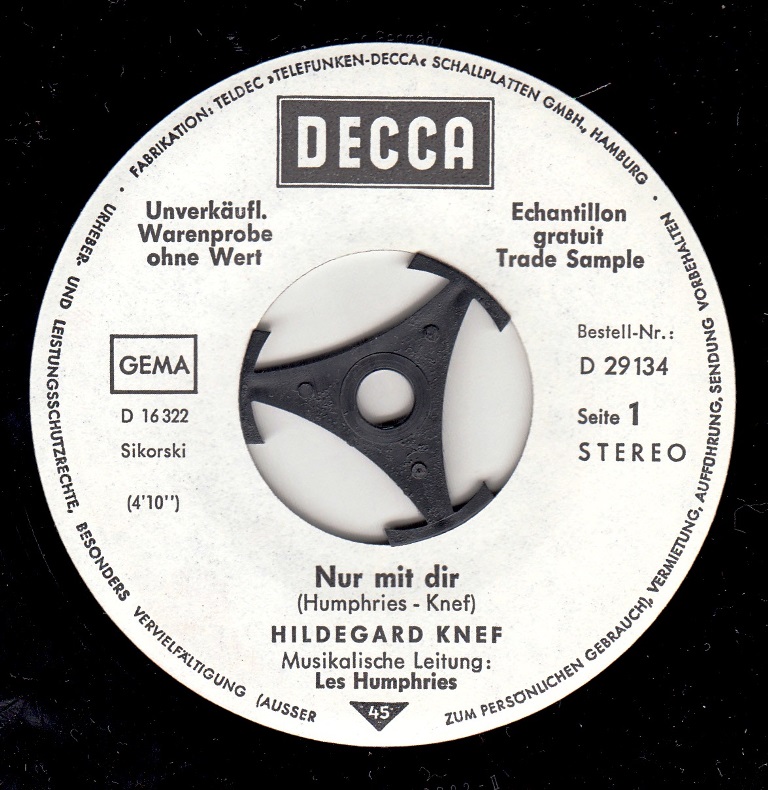 FABRIKATION: TELDEC »TELEFUNKEN-DECCA« SCHALLPLATTEN GMBH., HAMBURG ·
DECCA
Unverkäufl.
Warenprobe
ohne Wert
Echantillon
gratuit
Trade Sample
GEMA
D 16 322
Sikorski
(4'10'')
Bestell-Nr.:
D 29134
Seite 1
STEREO
Nur mit dir
(Humphries - Knef)
HILDEGARD KNEF
Musikalische Leitung:
Les Humphries
45
· URHEBER- UND LEISTUNGSSCHUTZRECHTE, BESONDERS VERVIELFÄLTIGUNG (AUSSER ZUM PERSÖNLICHEN GEBRAUCH), VERMIETUNG, AUFFÜHRUNG, SENDUNG VORBEHALTEN